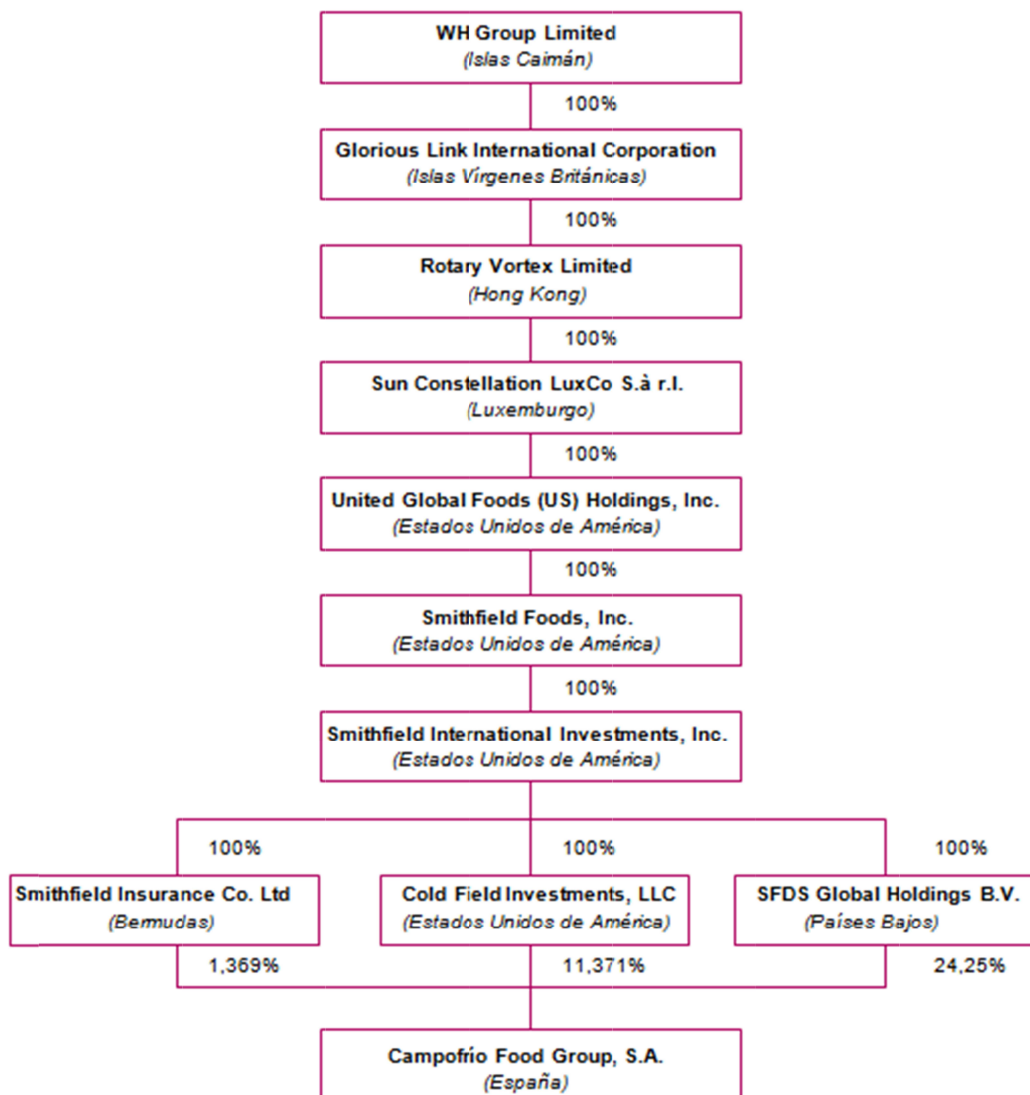 WH Group Limited
(Islas Caimán)
100%
Glorious Link International Corporation
(Islas Vírgenes Británicas)
100%
Rotary Vortex Limited
(Hong Kong)
100%
Sun Constellation LuxCo S.à r.l.
(Luxemburgo)
100%
United Global Foods (US) Holdings, Inc.
(Estados Unidos de América)
100%
Smithfield Foods, Inc.
(Estados Unidos de América)
100%
Smithfield International Investments, Inc.
(Estados Unidos de América)
100% 100% 100%
Smithfield Insurance Co. Ltd Cold Field Investments, LLC SFDS Global Holdings B.V.
(Bermudas) (Estados Unidos de América) (Países Bajos)
1,369% 11,371% 24,25%
Campofrío Food Group, S.A.
(España)